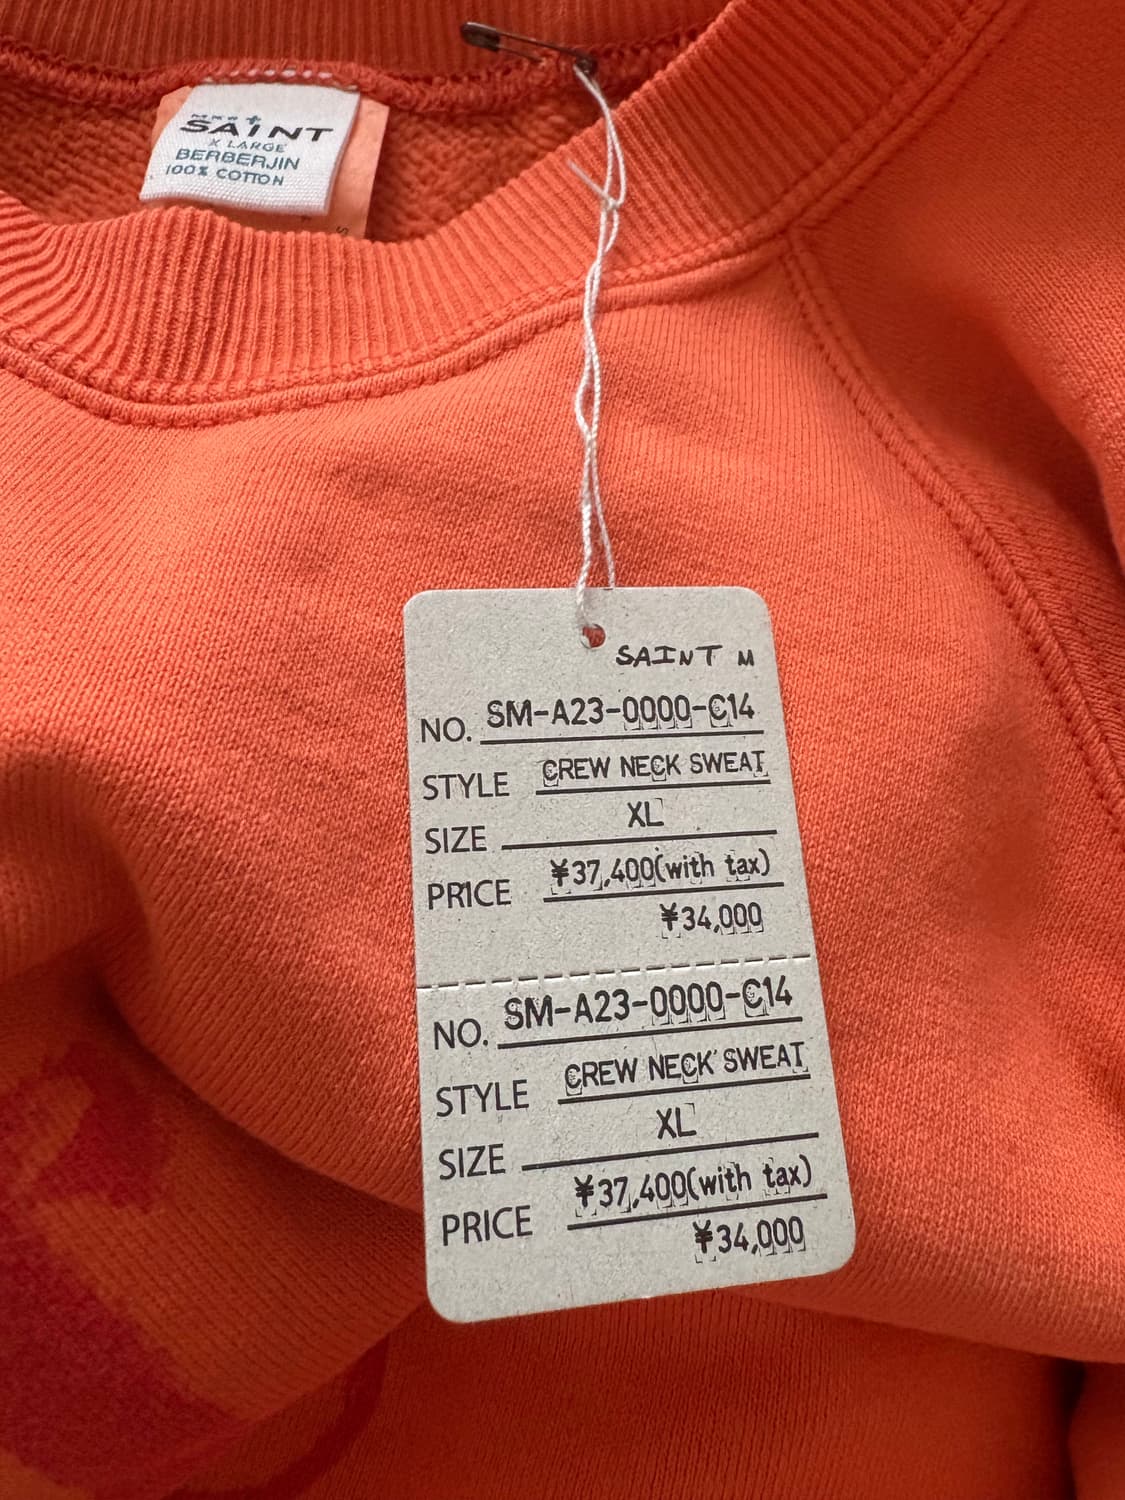 SAINT
X LARGE
BERBERJIN
100% COTTON
SAINT M
NO. SM-A23-0000-C14
STYLE CREW NECK SWEAT
SIZE XL
PRICE ¥37,400(with tax)
¥34,000
NO. SM-A23-0000-C14
STYLE CREW NECK SWEAT
SIZE XL
PRICE ¥37,400(with tax)
¥34,000